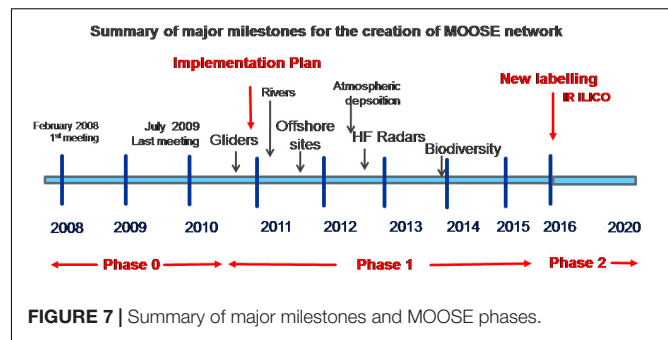 Summary of major milestones for the creation of MOOSE network
Implementation Plan
Rivers
Atmospheric
depsoition
New labelling
IR ILICO
February 2008
1st meeting
July 2009
Last meeting
Gliders
Offshore
sites
HF Radars
Biodiversity
2008 2009 2010 2011 2012 2013 2014 2015 2016 2020
Phase 0 Phase 1 Phase 2
FIGURE 7 | Summary of major milestones and MOOSE phases.